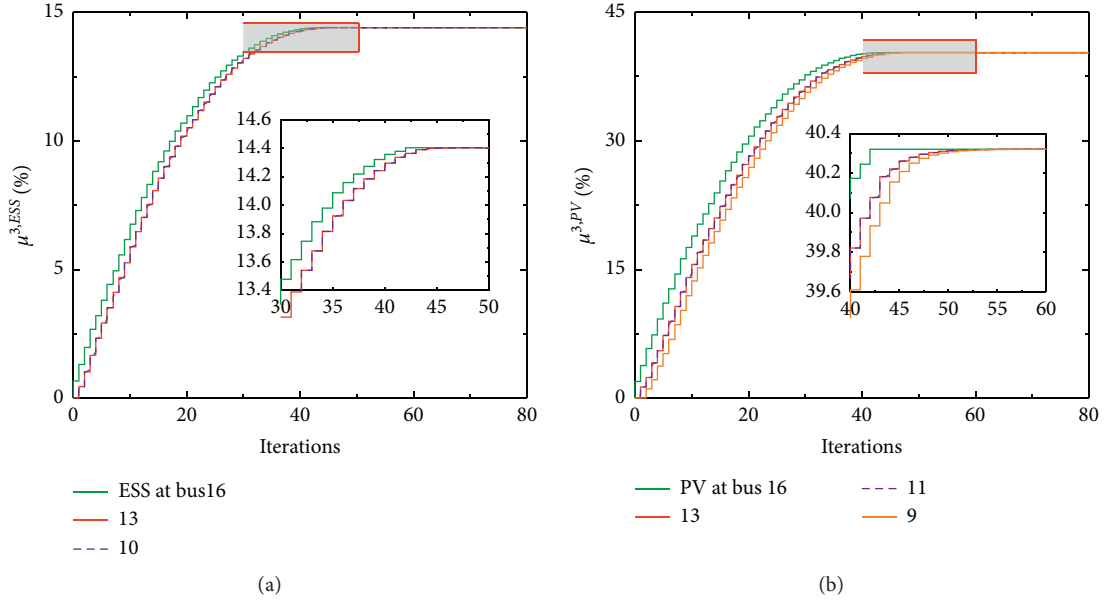 15
10
5
0
μ^{3,ESS} (%)
14.6
14.4
14.2
14.0
13.8
13.6
13.4
30 35 40 45 50
0 20 40 60 80
Iterations
ESS at bus16
13
10
(a)
45
30
15
0
μ^{3,PV} (%)
40.4
40.2
40.0
39.8
39.6
40 45 50 55 60
0 20 40 60 80
Iterations
PV at bus 16
13
11
9
(b)